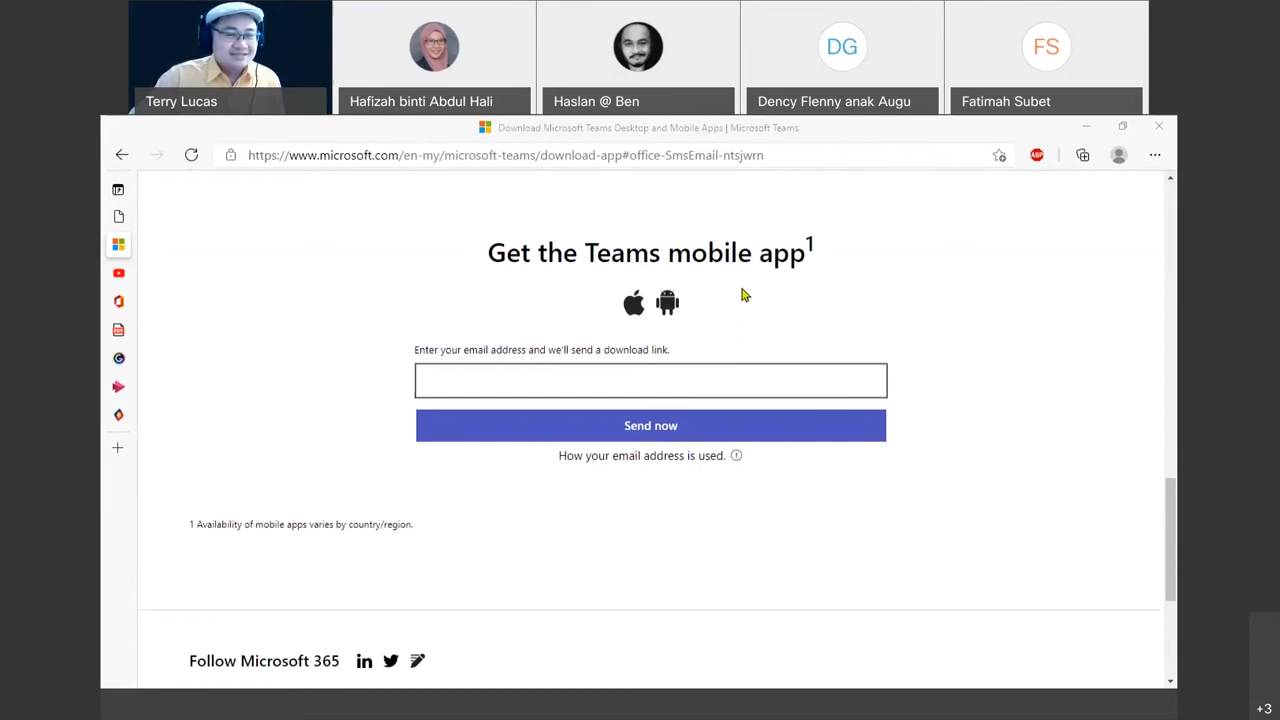 DG
FS
Terry Lucas
Hafizah binti Abdul Hali
Haslan @ Ben
Dency Flenny anak Augu
Fatimah Subet
Download Microsoft Teams Desktop and Mobile Apps | Microsoft Teams
https://www.microsoft.com/en-my/microsoft-teams/download-app#office-SmsEmail-ntsjwrn
ABP
Get the Teams mobile app1
Enter your email address and we'll send a download link.
Send now
How your email address is used.
1 Availability of mobile apps varies by country/region.
Follow Microsoft 365
+3